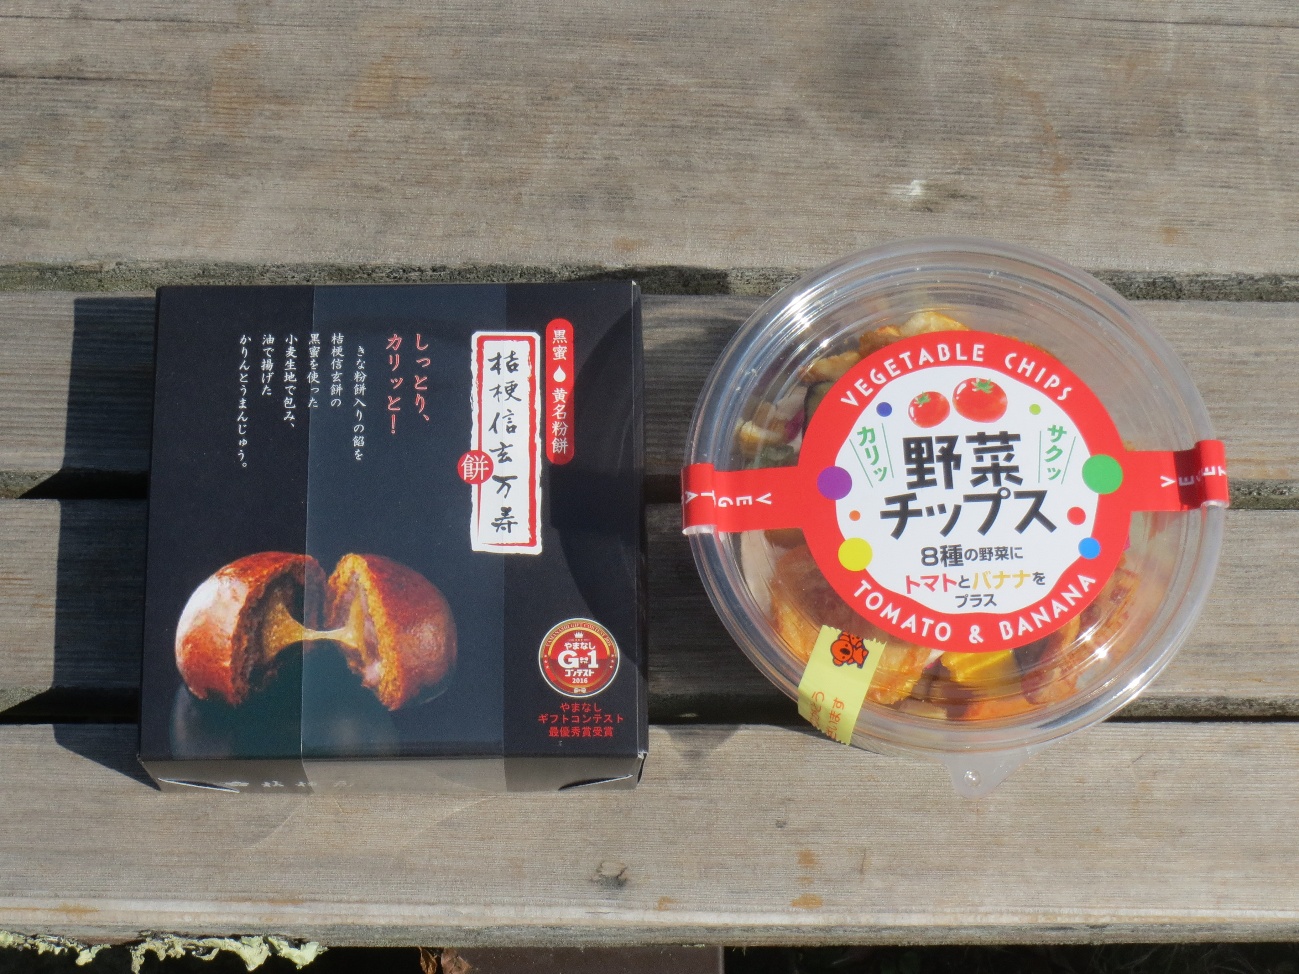 黒蜜
黄名粉餅
桔梗信玄万寿
餅
しっとり、
カリッと!
きな粉餅入りの餡を
桔梗信玄餅の
黒蜜を使った
小麦生地で包み、
油で揚げた
かりんとうまんじゅう。
やまなし
G-1
コンテスト
2016
やまなし
ギフトコンテスト
最優秀賞受賞
VEGETABLE CHIPS
カリッ
サクッ
野菜
チップス
8種の野菜に
トマトとバナナを
プラス
TOMATO & BANANA